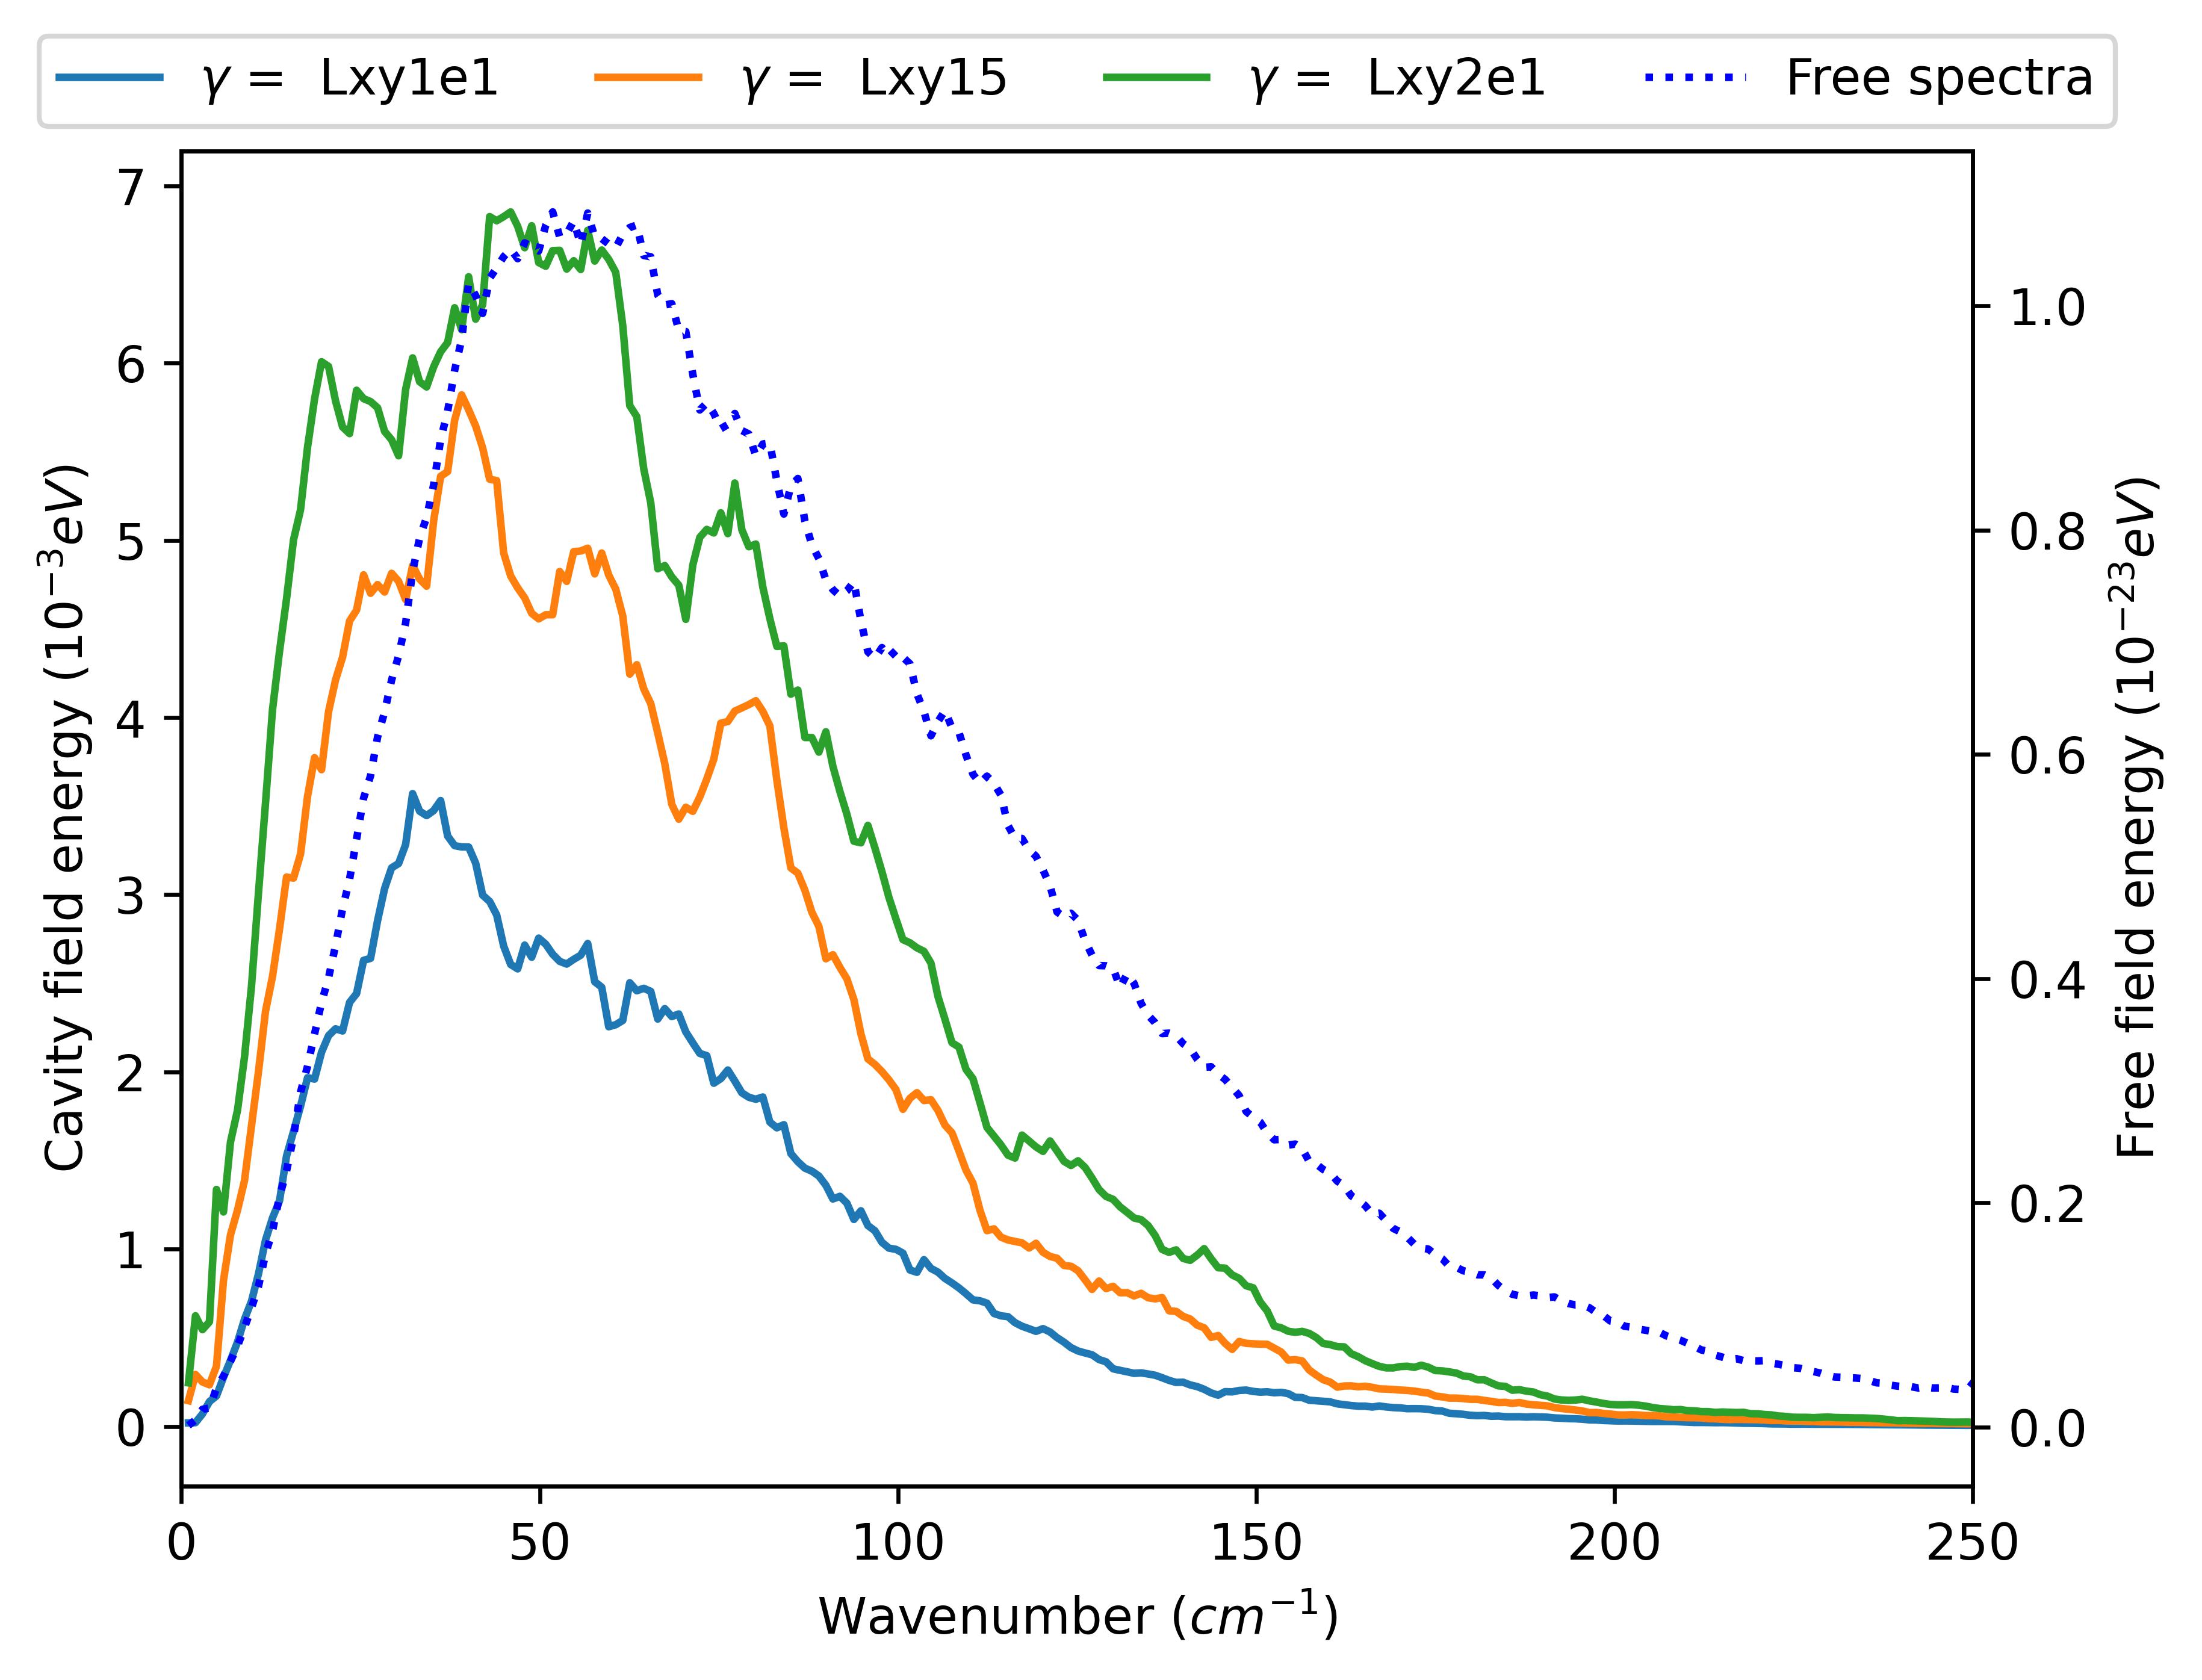 γ = Lxy1e1 γ = Lxy15 γ = Lxy2e1 Free spectra
7
6
5
4
3
2
1
0
Cavity field energy (10⁻³eV)
1.0
0.8
0.6
0.4
0.2
0.0
Free field energy (10⁻²³eV)
0 50 100 150 200 250
Wavenumber (cm⁻¹)